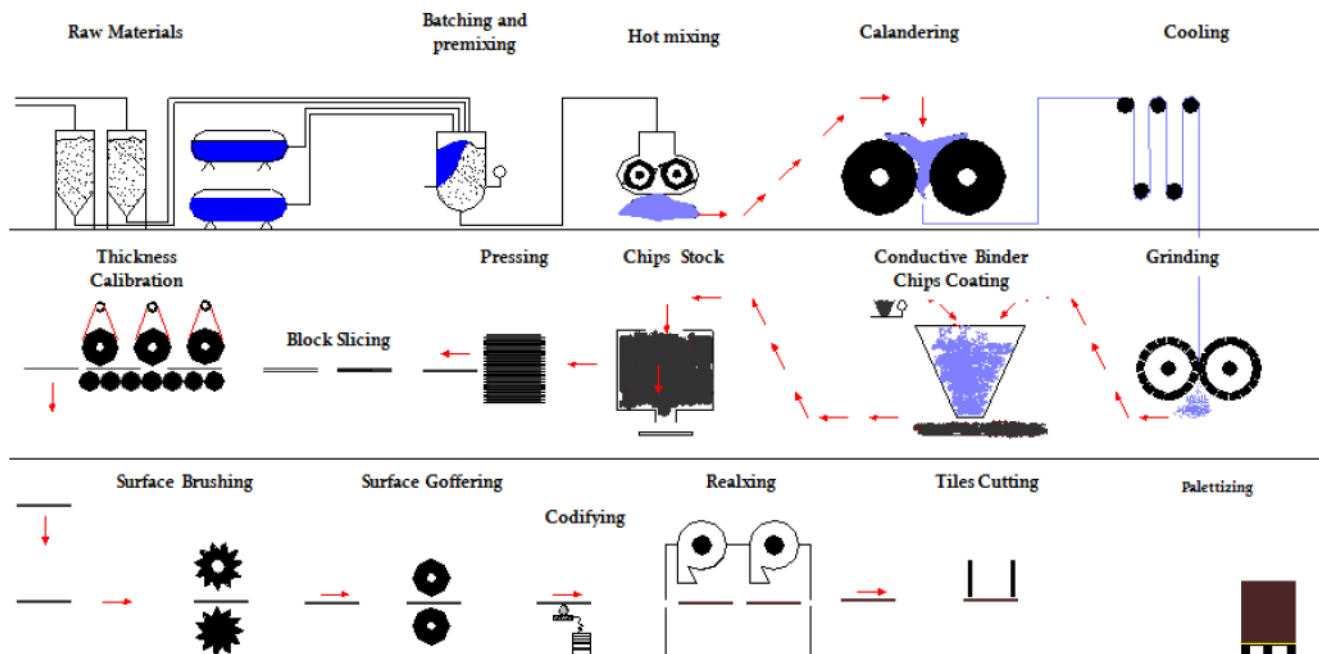 Raw Materials
Batching and
premixing
Hot mixing
Calandering
Cooling
Thickness
Calibration
Block Slicing
Pressing
Chips Stock
Conductive Binder
Chips Coating
Grinding
Surface Brushing
Surface Goffering
Codifying
Realxing
Tiles Cutting
Palettizing